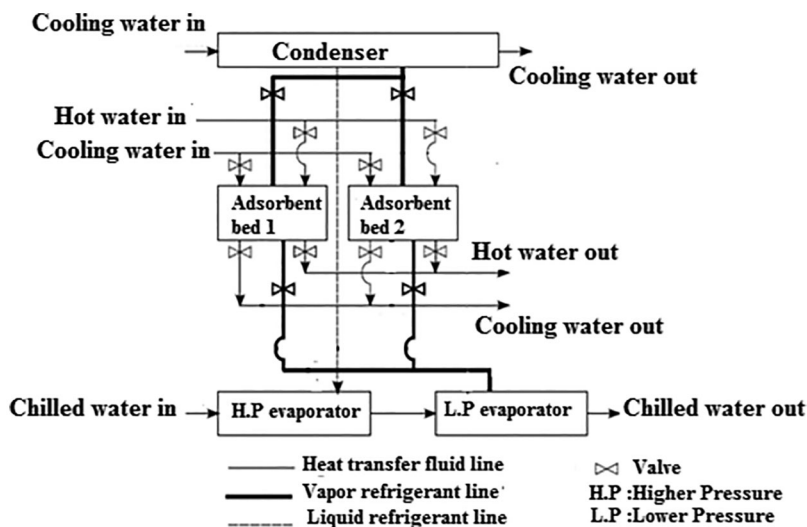 Cooling water in
Condenser
Cooling water out
Hot water in
Cooling water in
Adsorbent
bed 1
Adsorbent
bed 2
Hot water out
Cooling water out
Chilled water in
H.P evaporator
L.P evaporator
Chilled water out
Heat transfer fluid line
Vapor refrigerant line
Liquid refrigerant line
Valve
H.P :Higher Pressure
L.P :Lower Pressure